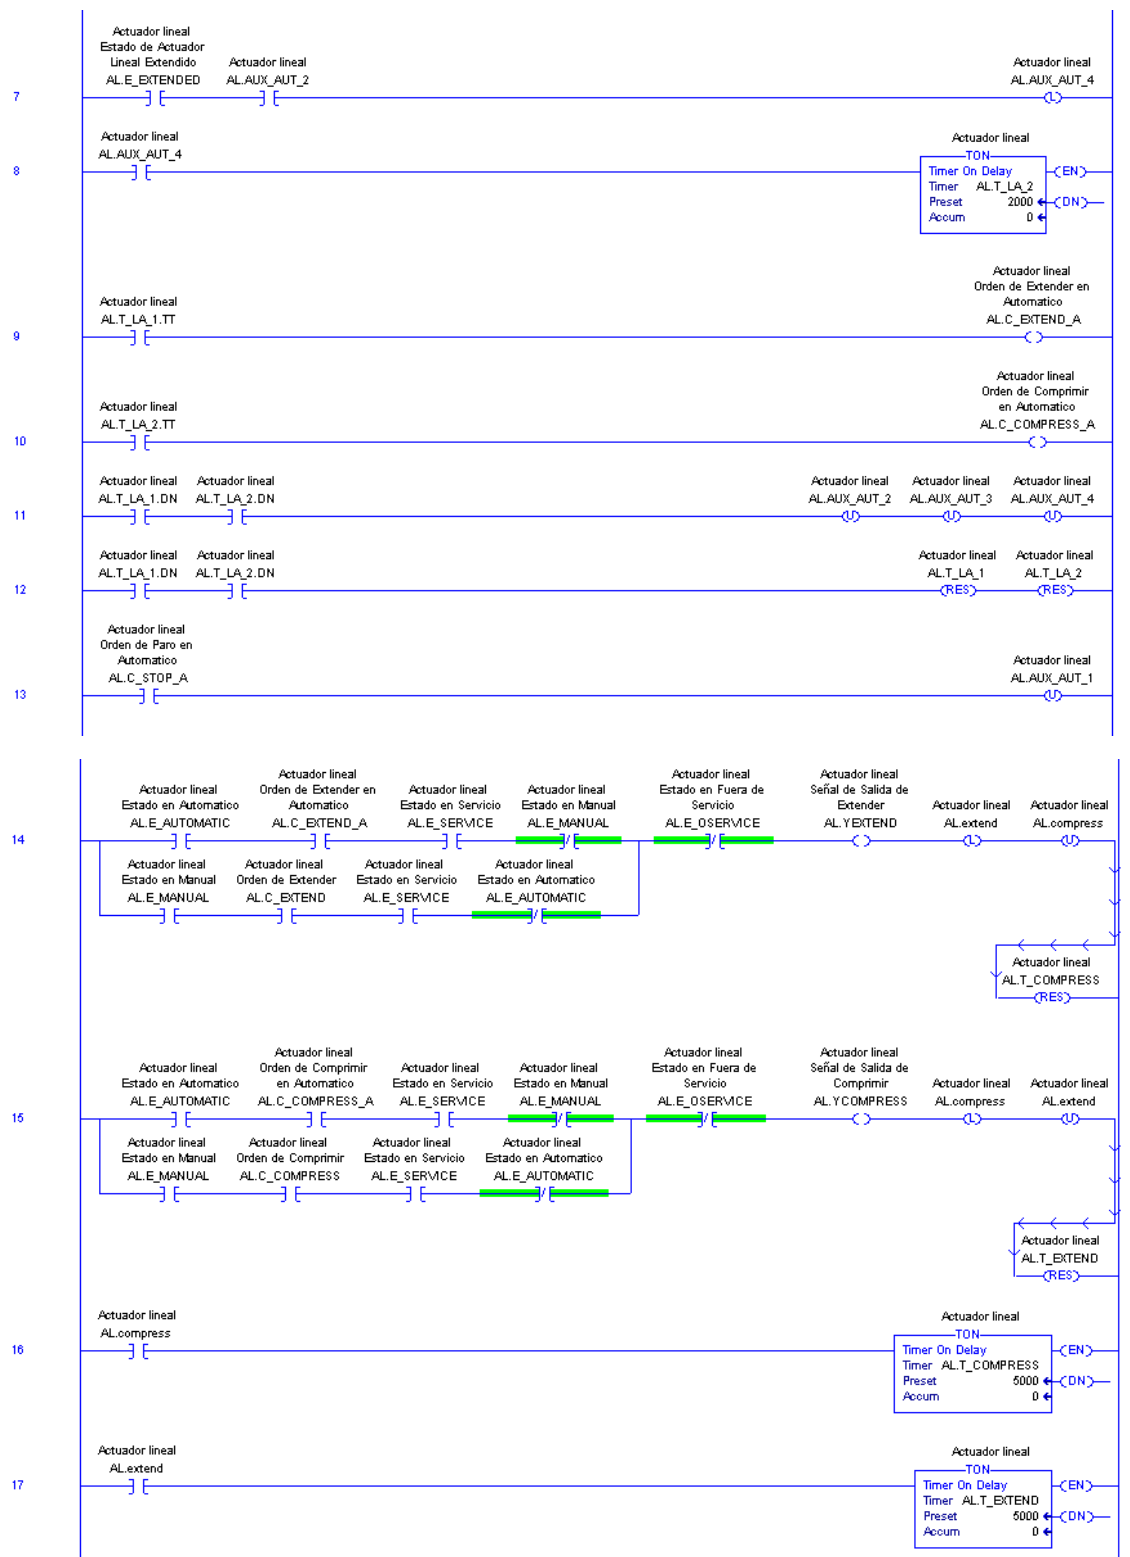 Actuador lineal
Estado de Actuador
Lineal Extendido
AL.E_EXTENDED
Actuador lineal
AL.AUX_AUT_2
Actuador lineal
AL.AUX_AUT_4
7
L
Actuador lineal
AL.AUX_AUT_4
8
Actuador lineal
TON
Timer On Delay
Timer AL.T_LA_2
Preset 2000
Accum 0
EN
DN
Actuador lineal
AL.T_LA_1.TT
9
Actuador lineal
Orden de Extender en
Automatico
AL.C_EXTEND_A
Actuador lineal
AL.T_LA_2.TT
10
Actuador lineal
Orden de Comprimir
en Automatico
AL.C_COMPRESS_A
Actuador lineal Actuador lineal Actuador lineal Actuador lineal Actuador lineal
AL.T_LA_1.DN AL.T_LA_2.DN AL.AUX_AUT_2 AL.AUX_AUT_3 AL.AUX_AUT_4
11 U U U
Actuador lineal Actuador lineal Actuador lineal Actuador lineal
AL.T_LA_1.DN AL.T_LA_2.DN AL.T_LA_1 AL.T_LA_2
12 RES RES
Actuador lineal
Orden de Paro en
Automatico
AL.C_STOP_A
13
Actuador lineal
AL.AUX_AUT_1
U
Actuador lineal
Estado en Automatico
AL.E_AUTOMATIC
Actuador lineal
Orden de Extender en
Automatico
AL.C_EXTEND_A
Actuador lineal
Estado en Servicio
AL.E_SERVICE
Actuador lineal
Estado en Manual
AL.E_MANUAL
Actuador lineal
Estado en Fuera de
Servicio
AL.E_OSERVICE
Actuador lineal
Señal de Salida de
Extender
AL.YEXTEND
Actuador lineal
AL.extend
Actuador lineal
AL.compress
14
L U
Actuador lineal
Estado en Manual
AL.E_MANUAL
Actuador lineal
Orden de Extender
AL.C_EXTEND
Actuador lineal
Estado en Servicio
AL.E_SERVICE
Actuador lineal
Estado en Automatico
AL.E_AUTOMATIC
Actuador lineal
AL.T_COMPRESS
RES
Actuador lineal
Estado en Automatico
AL.E_AUTOMATIC
Actuador lineal
Orden de Comprimir
en Automatico
AL.C_COMPRESS_A
Actuador lineal
Estado en Servicio
AL.E_SERVICE
Actuador lineal
Estado en Manual
AL.E_MANUAL
Actuador lineal
Estado en Fuera de
Servicio
AL.E_OSERVICE
Actuador lineal
Señal de Salida de
Comprimir
AL.YCOMPRESS
Actuador lineal
AL.compress
Actuador lineal
AL.extend
15
L U
Actuador lineal
Estado en Manual
AL.E_MANUAL
Actuador lineal
Orden de Comprimir
AL.C_COMPRESS
Actuador lineal
Estado en Servicio
AL.E_SERVICE
Actuador lineal
Estado en Automatico
AL.E_AUTOMATIC
Actuador lineal
AL.T_EXTEND
RES
Actuador lineal
AL.compress
16
Actuador lineal
TON
Timer On Delay
Timer AL.T_COMPRESS
Preset 5000
Accum 0
EN
DN
Actuador lineal
AL.extend
17
Actuador lineal
TON
Timer On Delay
Timer AL.T_EXTEND
Preset 5000
Accum 0
EN
DN